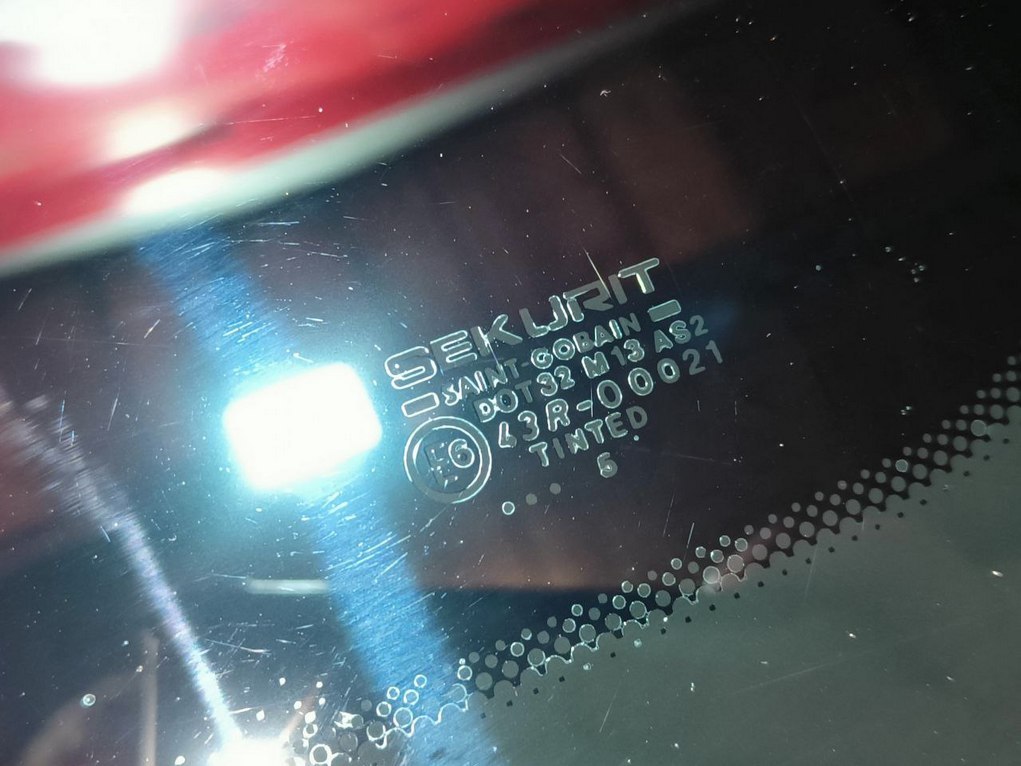 SEKURIT
SAINT-GOBAIN
DOT32 M13 AS2
43R-00021
E6
TINTED
5